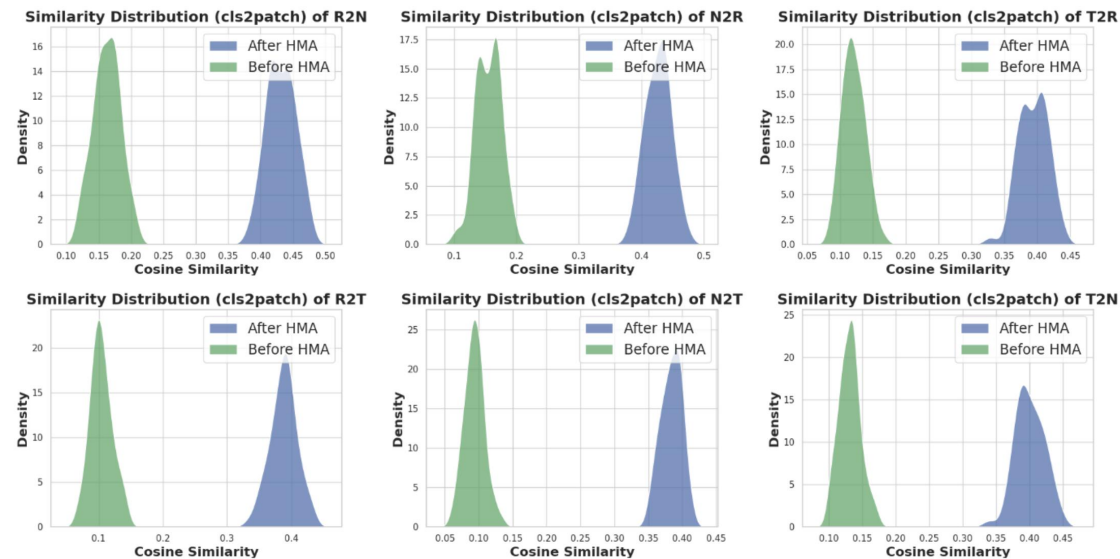 Similarity Distribution (cls2patch) of R2N
After HMA
Before HMA
Density
16
14
12
10
8
6
4
2
0
0.10 0.15 0.20 0.25 0.30 0.35 0.40 0.45 0.50
Cosine Similarity
Similarity Distribution (cls2patch) of N2R
After HMA
Before HMA
Density
17.5
15.0
12.5
10.0
7.5
5.0
2.5
0.0
0.1 0.2 0.3 0.4 0.5
Cosine Similarity
Similarity Distribution (cls2patch) of T2R
After HMA
Before HMA
Density
20.0
17.5
15.0
12.5
10.0
7.5
5.0
2.5
0.0
0.05 0.10 0.15 0.20 0.25 0.30 0.35 0.40 0.45
Cosine Similarity
Similarity Distribution (cls2patch) of R2T
After HMA
Before HMA
Density
20
15
10
5
0
0.1 0.2 0.3 0.4
Cosine Similarity
Similarity Distribution (cls2patch) of N2T
After HMA
Before HMA
Density
25
20
15
10
5
0
0.05 0.10 0.15 0.20 0.25 0.30 0.35 0.40 0.45
Cosine Similarity
Similarity Distribution (cls2patch) of T2N
After HMA
Before HMA
Density
25
20
15
10
5
0
0.10 0.15 0.20 0.25 0.30 0.35 0.40 0.45
Cosine Similarity